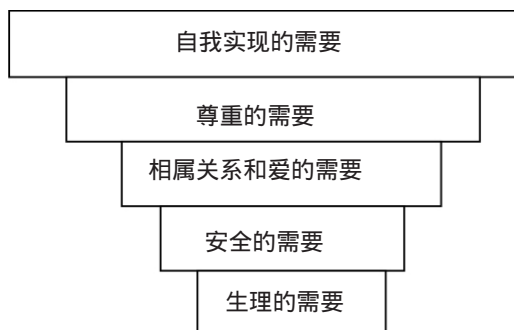 自我实现的需要
尊重的需要
相属关系和爱的需要
安全的需要
生理的需要